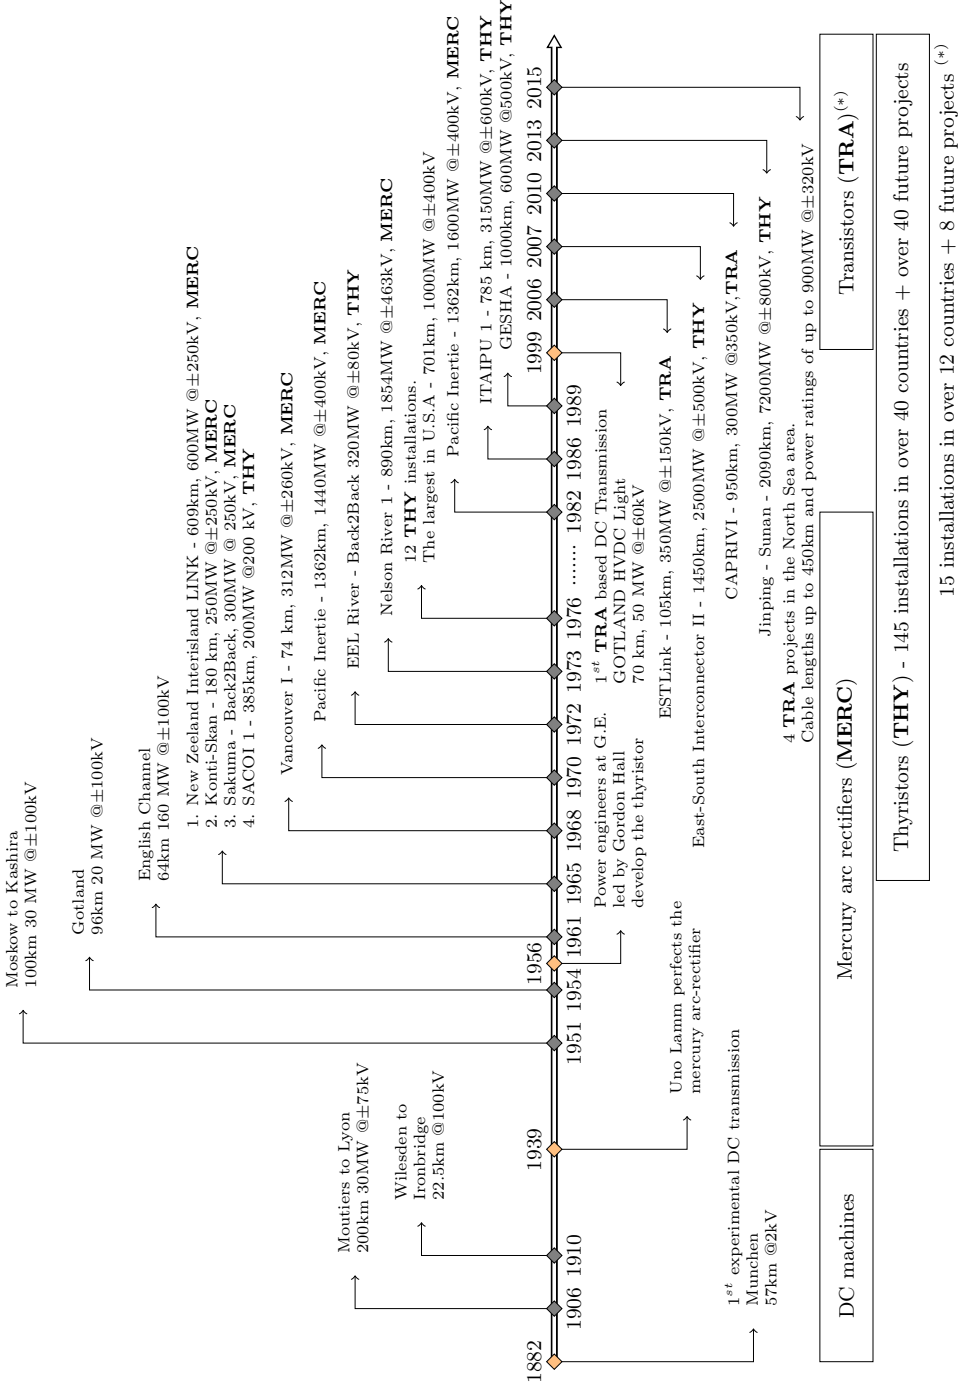 Moskow to Kashira
100km 30 MW @±100kV
Gotland
96km 20 MW @±100kV
English Channel
64km 160 MW @±100kV
1. New Zeeland Interisland LINK - 609km, 600MW @±250kV, MERC
2. Konti-Skan - 180 km, 250MW @±250kV, MERC
3. Sakuma - Back2Back, 300MW @ 250kV, MERC
4. SACOI 1 - 385km, 200MW @200 kV, THY
Vancouver I - 74 km, 312MW @±260kV, MERC
Pacific Inertie - 1362km, 1440MW @±400kV, MERC
Moutiers to Lyon
200km 30MW @±75kV
EEL River - Back2Back 320MW @±80kV, THY
Wilesden to
Ironbridge
22.5km @100kV
Nelson River 1 - 890km, 1854MW @±463kV, MERC
12 THY installations.
The largest in U.S.A - 701km, 1000MW @±400kV
Pacific Inertie - 1362km, 1600MW @±400kV, MERC
ITAIPU 1 - 785 km, 3150MW @±600kV, THY
GESHA - 1000km, 600MW @500kV, THY
1882
1939
1956
1999
1906
1910
1951
1954
1961
1965
1968
1970
1972
1973
1976
......
1982
1986
1989
2006
2007
2010
2013
2015
Power engineers at G.E.
led by Gordon Hall
develop the thyristor
1st TRA based DC Transmission
GOTLAND HVDC Light
70 km, 50 MW @±60kV
ESTLink - 105km, 350MW @±150kV, TRA
Uno Lamm perfects the
mercury arc-rectifier
East-South Interconnector II - 1450km, 2500MW @±500kV, THY
1st experimental DC transmission
Munchen
57km @2kV
CAPRIVI - 950km, 300MW @350kV,TRA
Jinping - Sunan - 2090km, 7200MW @±800kV, THY
4 TRA projects in the North Sea area.
Cable lengths up to 450km and power ratings of up to 900MW @±320kV
DC machines
Mercury arc rectifiers (MERC)
Transistors (TRA)(*)
Thyristors (THY) - 145 installations in over 40 countries + over 40 future projects
15 installations in over 12 countries + 8 future projects (*)